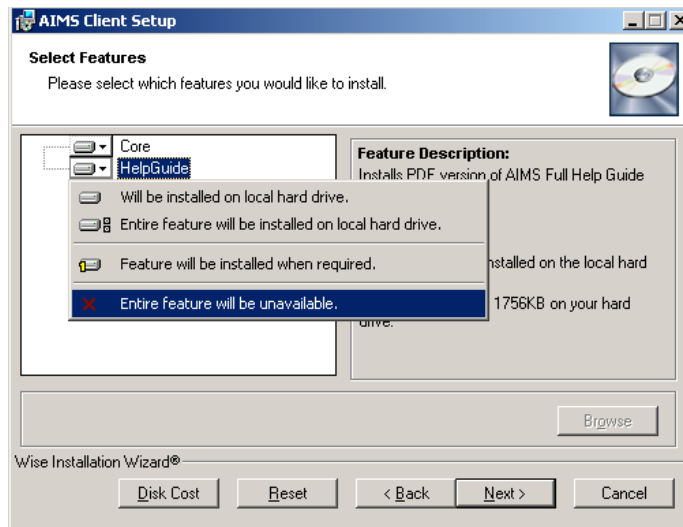 AIMS Client Setup
Select Features
Please select which features you would like to install.
Core
HelpGuide
Feature Description:
Installs PDF version of AIMS Full Help Guide
Will be installed on local hard drive.
Entire feature will be installed on local hard drive.
Feature will be installed when required.
Entire feature will be unavailable.
nstalled on the local hard
1756KB on your hard
drive.
Browse
Wise Installation Wizard®
Disk Cost
Reset
< Back
Next >
Cancel